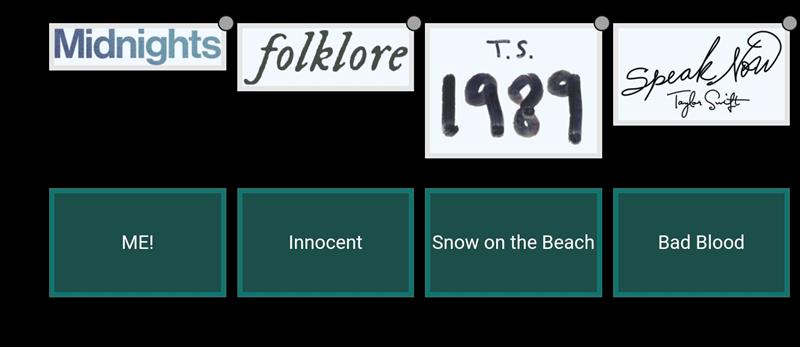 Midnights
folklore
T.S.
1989
Speak Now
Taylor Swift
ME!
Innocent
Snow on the Beach
Bad Blood